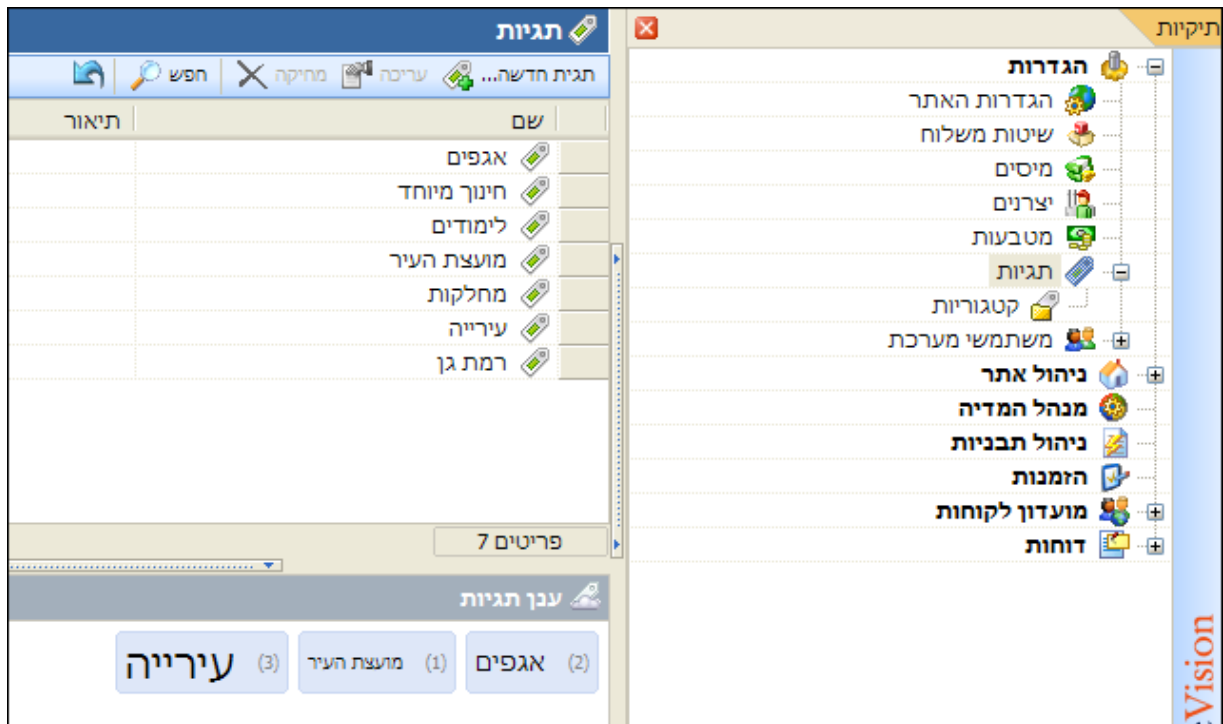 תיקיות
הגדרות
הגדרות האתר
שיטות משלוח
מיסים
יצרנים
מטבעות
תגיות
קטגוריות
משתמשי מערכת
ניהול אתר
מנהל המדיה
ניהול תבניות
הזמנות
מועדון לקוחות
דוחות
Vision
תגיות
תגית חדשה... עריכה מחיקה חפש
שם תיאור
אגפים
חינוך מיוחד
לימודים
מועצת העיר
מחלקות
עירייה
רמת גן
פריטים 7
ענן תגיות
(2) אגפים (1) מועצת העיר (3) עירייה